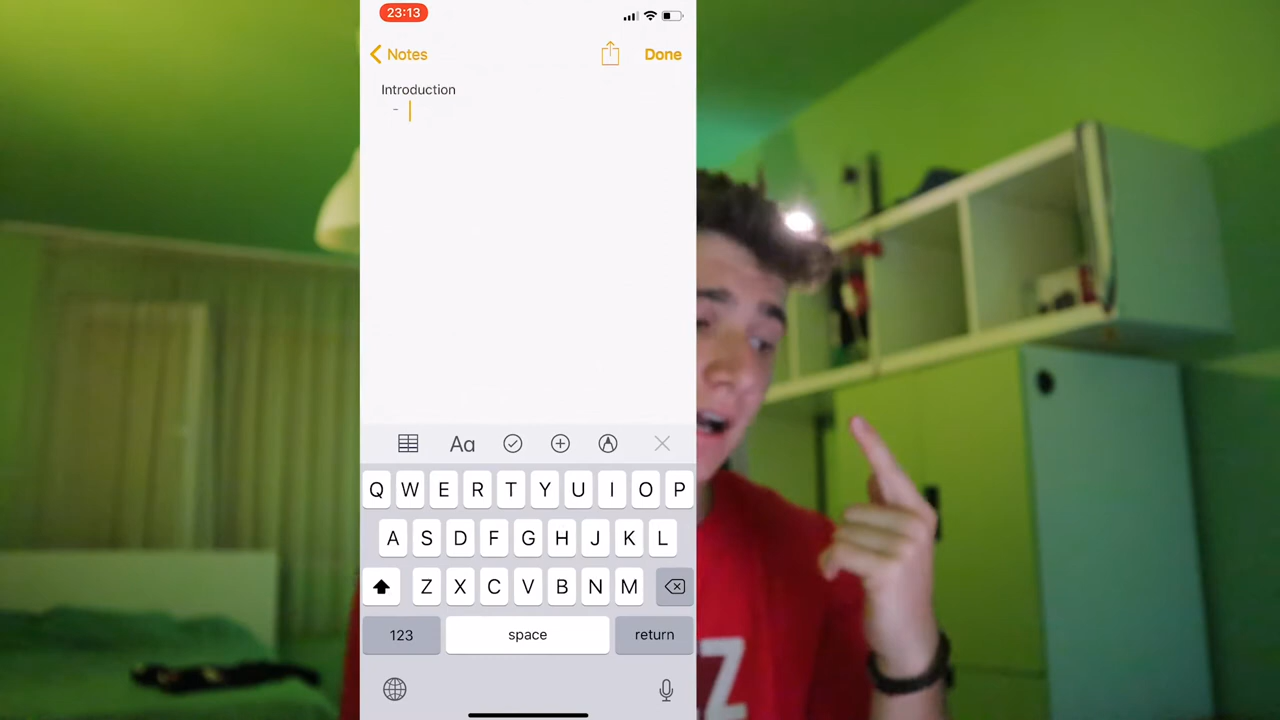 23:13
Notes
Done
Introduction
-
Aa
Q W E R T Y U I O P
A S D F G H J K L
Z X C V B N M
123
space
return
Z